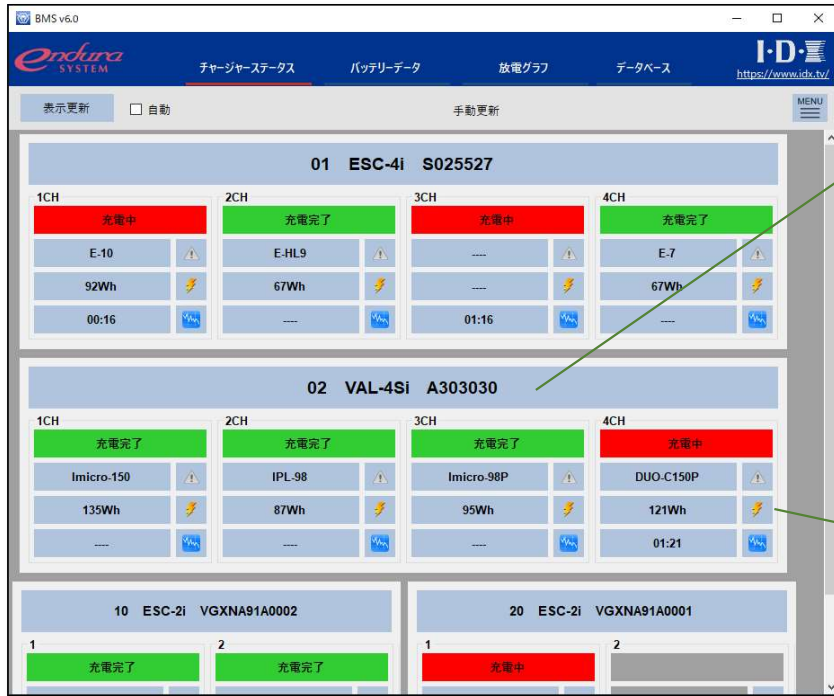 BMS v6.0
endura
SYSTEM
チャージャーステータス バッテリーデータ 放電グラフ データベース
I·D·X
https://www.idx.tv/
表示更新 自動 手動更新 MENU
01 ESC-4i S025527
1CH 2CH 3CH 4CH
充電中 充電完了 充電中 充電完了
E-10 E-HL9 ---- E-7
92Wh 67Wh ---- 67Wh
00:16 ---- 01:16 ----
02 VAL-4Si A303030
1CH 2CH 3CH 4CH
充電完了 充電完了 充電完了 充電中
Imicro-150 IPL-98 Imicro-98P DUO-C150P
135Wh 87Wh 95Wh 121Wh
---- ---- ---- 01:21
10 ESC-2i VGXNA91A0002 20 ESC-2i VGXNA91A0001
1 2 1 2
充電完了 充電完了 充電中